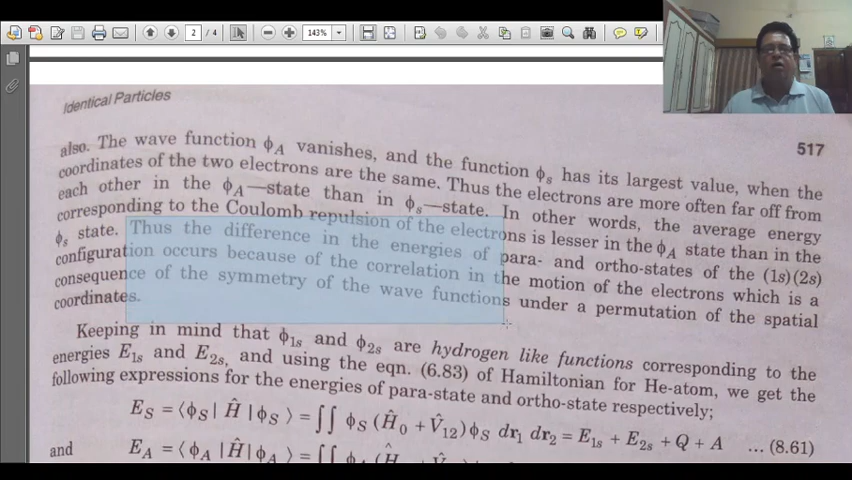 2 / 4
143%
Identical Particles
517
also. The wave function ϕA vanishes, and the function ϕs has its largest value, when the
coordinates of the two electrons are the same. Thus the electrons are more often far off from
each other in the ϕA—state than in ϕs—state. In other words, the average energy
corresponding to the Coulomb repulsion of the electrons is lesser in the ϕA state than in the
ϕs state. Thus the difference in the energies of para- and ortho-states of the (1s)(2s)
configuration occurs because of the correlation in the motion of the electrons which is a
consequence of the symmetry of the wave functions under a permutation of the spatial
coordinates.
Keeping in mind that ϕ1s and ϕ2s are hydrogen like functions corresponding to the
energies E1s and E2s, and using the eqn. (6.83) of Hamiltonian for He-atom, we get the
following expressions for the energies of para-state and ortho-state respectively;
ES = ⟨ϕS | Ĥ | ϕS ⟩ = ∫∫ ϕS (Ĥ0 + V̂12) ϕS dr1 dr2 = E1s + E2s + Q + A ... (8.61)
and EA = ⟨ϕA | Ĥ | ϕA ⟩ = ∫∫